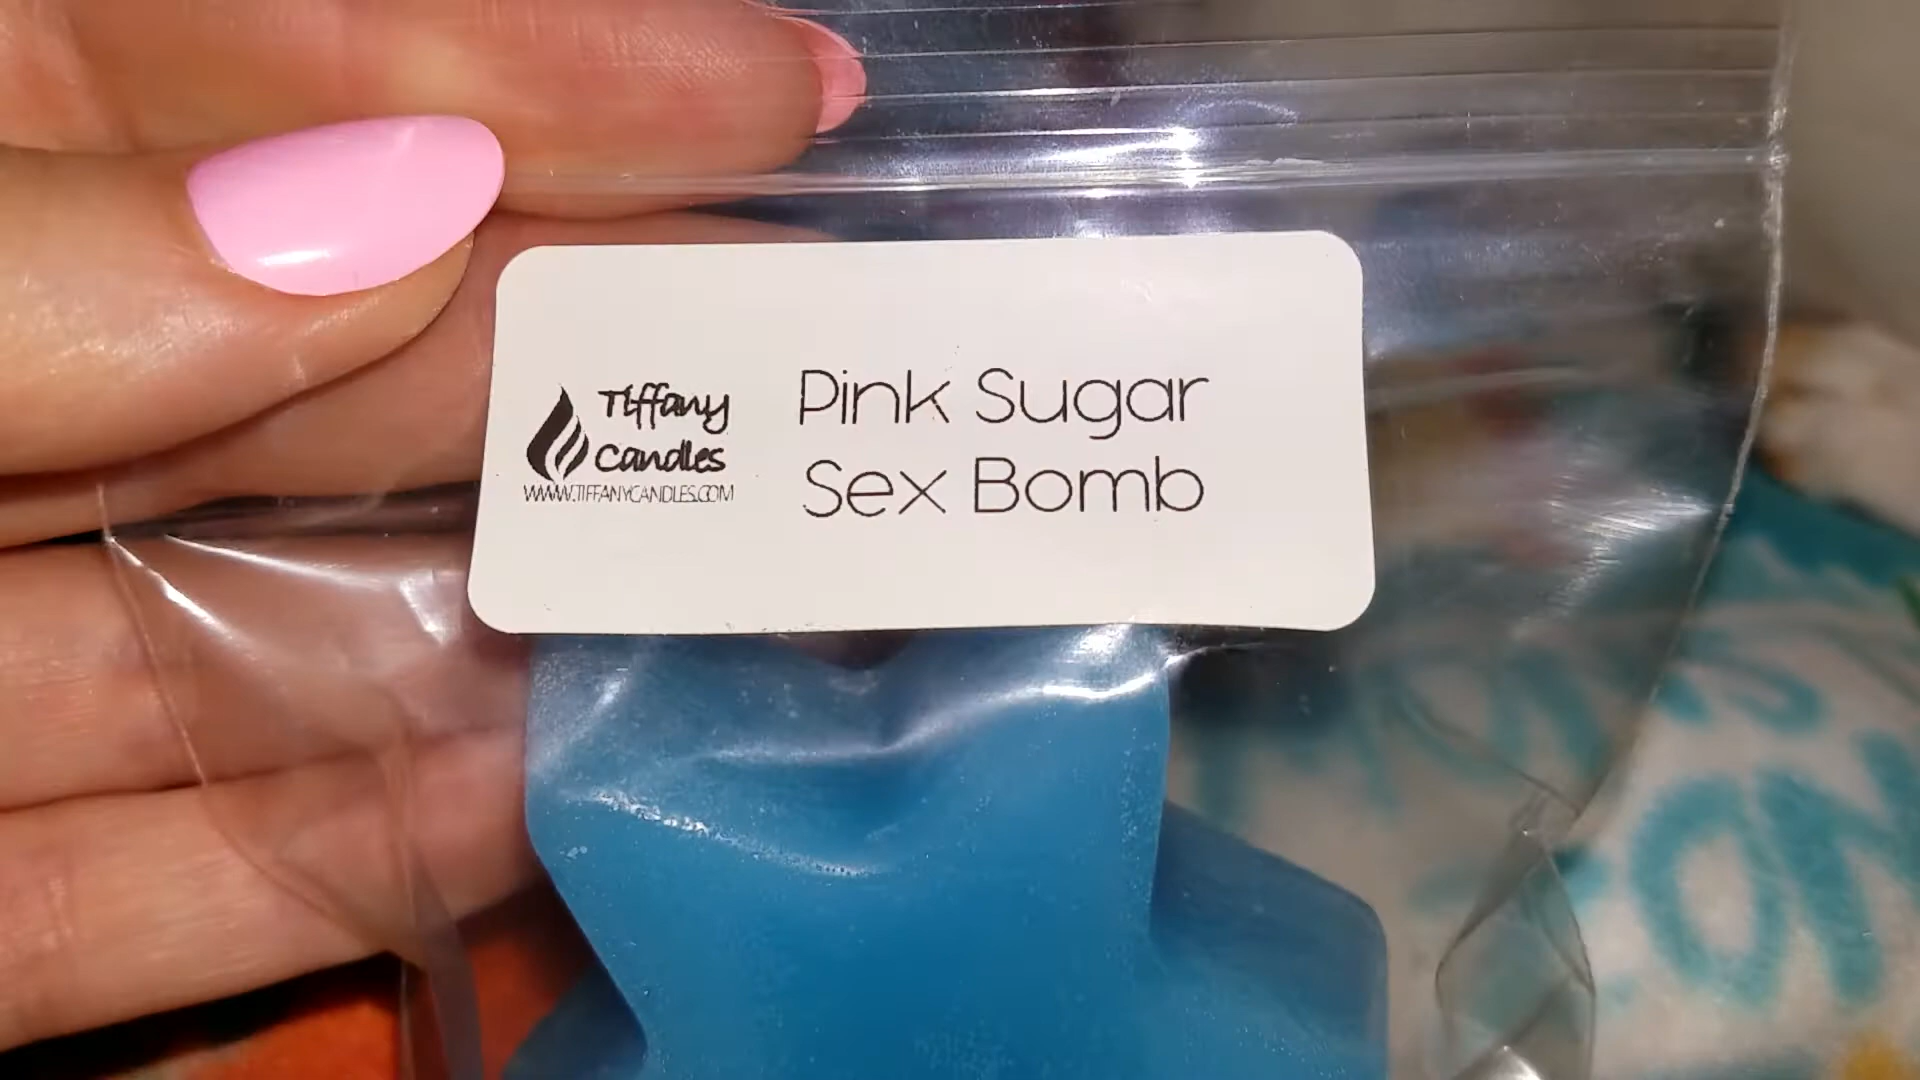 Tiffany
Candles
WWW.TIFFANYCANDLES.COM
Pink Sugar
Sex Bomb